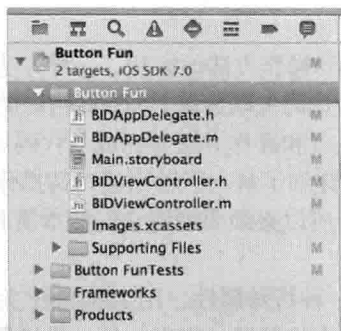 Button Fun M
2 targets, iOS SDK 7.0
Button Fun
h BIDAppDelegate.h M
m BIDAppDelegate.m M
Main.storyboard M
h BIDViewController.h M
m BIDViewController.m M
Images.xcassets
Supporting Files M
Button FunTests M
Frameworks
Products